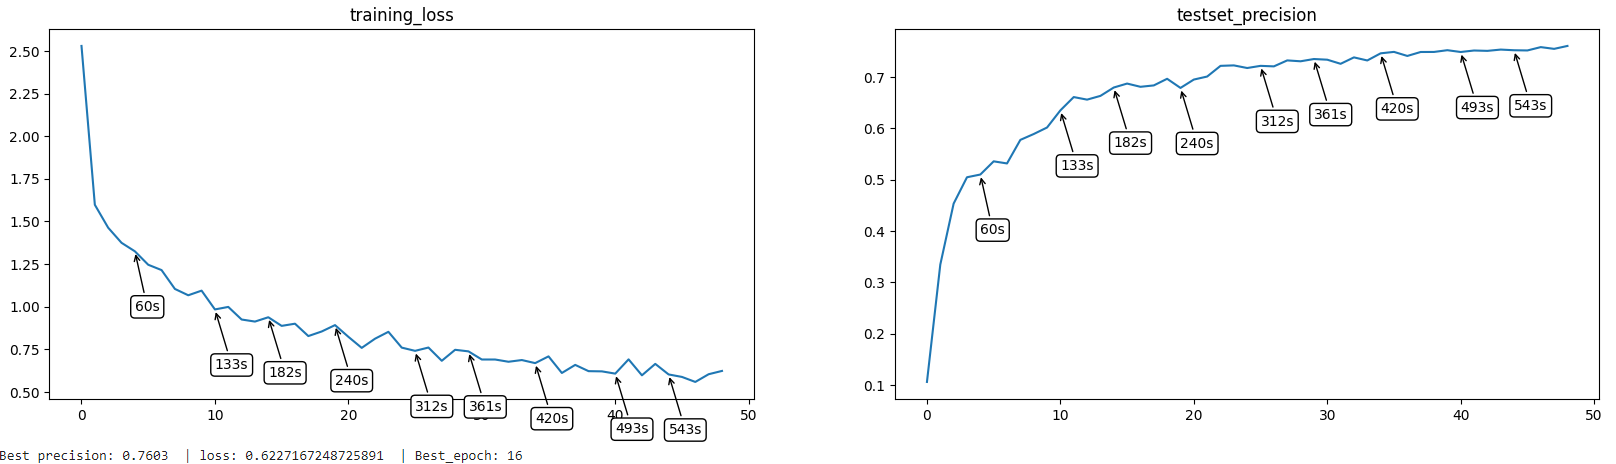 training_loss
2.50
2.25
2.00
1.75
1.50
1.25
1.00
0.75
0.50
60s
133s
182s
240s
312s
361s
420s
493s
543s
0 10 20 40 50
testset_precision
0.7
0.6
0.5
0.4
0.3
0.2
0.1
60s
133s
182s
240s
312s
361s
420s
493s
543s
0 10 20 30 40 50
Best precision: 0.7603 | loss: 0.6227167248725891 | Best_epoch: 16